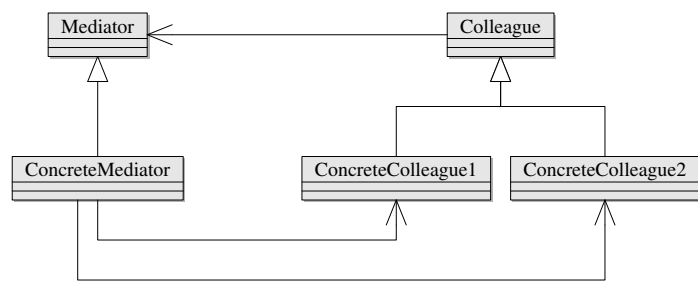 Mediator
Colleague
ConcreteMediator
ConcreteColleague1
ConcreteColleague2